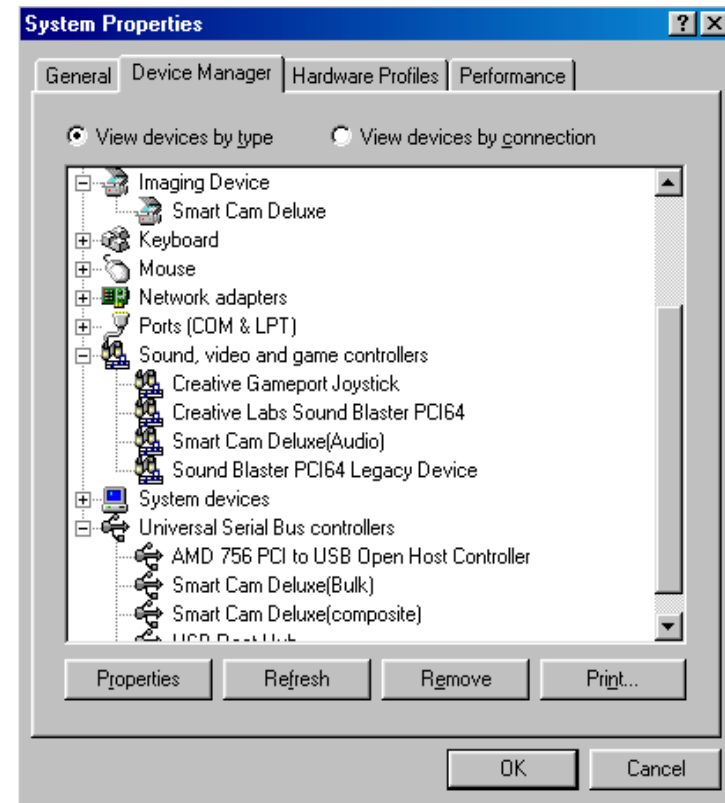 System Properties
General Device Manager Hardware Profiles Performance
View devices by type View devices by connection
Imaging Device
Smart Cam Deluxe
Keyboard
Mouse
Network adapters
Ports (COM & LPT)
Sound, video and game controllers
Creative Gameport Joystick
Creative Labs Sound Blaster PCI64
Smart Cam Deluxe(Audio)
Sound Blaster PCI64 Legacy Device
System devices
Universal Serial Bus controllers
AMD 756 PCI to USB Open Host Controller
Smart Cam Deluxe(Bulk)
Smart Cam Deluxe(composite)
USB Root Hub
Properties Refresh Remove Print...
OK Cancel